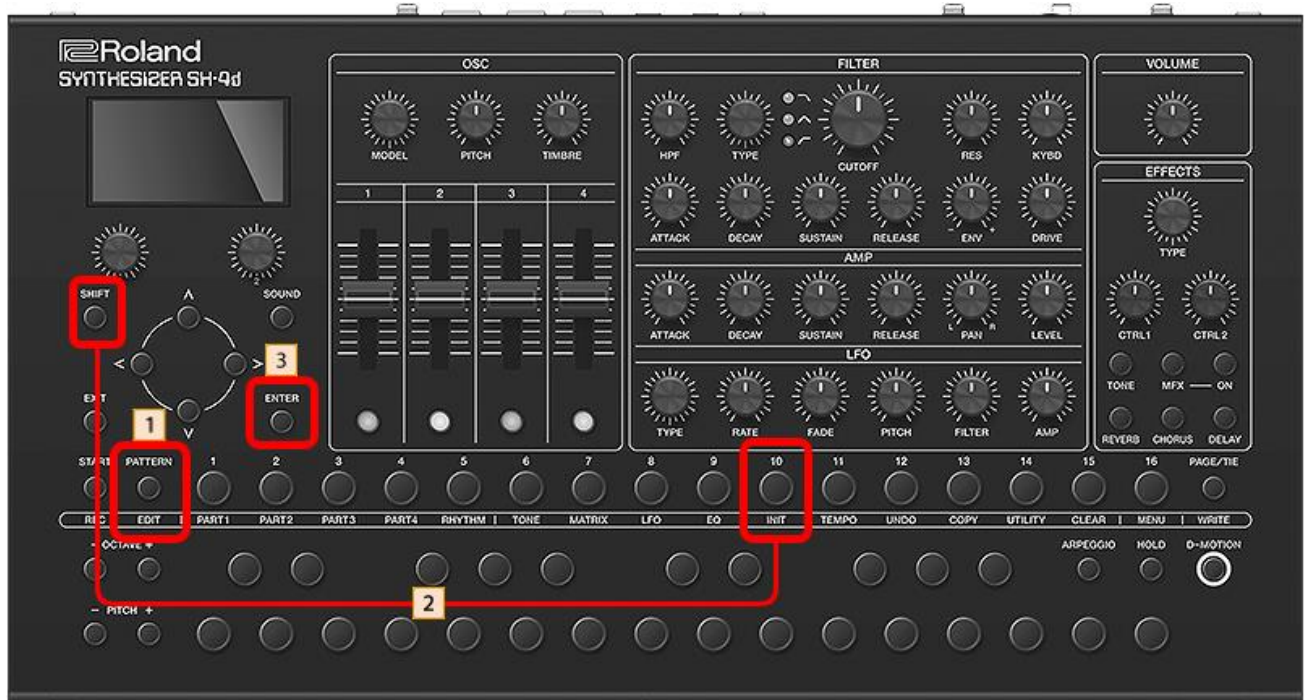 Roland
SYNTHESIZER SH-4d
OSC
MODEL PITCH TIMBRE
1 2 3 4
FILTER
HPF TYPE CUTOFF RES KYBD
ATTACK DECAY SUSTAIN RELEASE - ENV + DRIVE
AMP
ATTACK DECAY SUSTAIN RELEASE L PAN R LEVEL
LFO
TYPE RATE FADE PITCH FILTER AMP
VOLUME
EFFECTS
TYPE
CTRL1 CTRL2
TONE MFX ON
REVERB CHORUS DELAY
2
SHIFT ∧ SOUND
< > 3
EXIT ∨ ENTER
1
START PATTERN 1 2 3 4 5 6 7 8 9 10 11 12 13 14 15 16 PAGE/TIE
REC EDIT PART1 PART2 PART3 PART4 RHYTHM TONE MATRIX LFO EQ INIT TEMPO UNDO COPY UTILITY CLEAR MENU WRITE
- OCTAVE + ARPEGGIO HOLD D-MOTION
- PITCH + 2